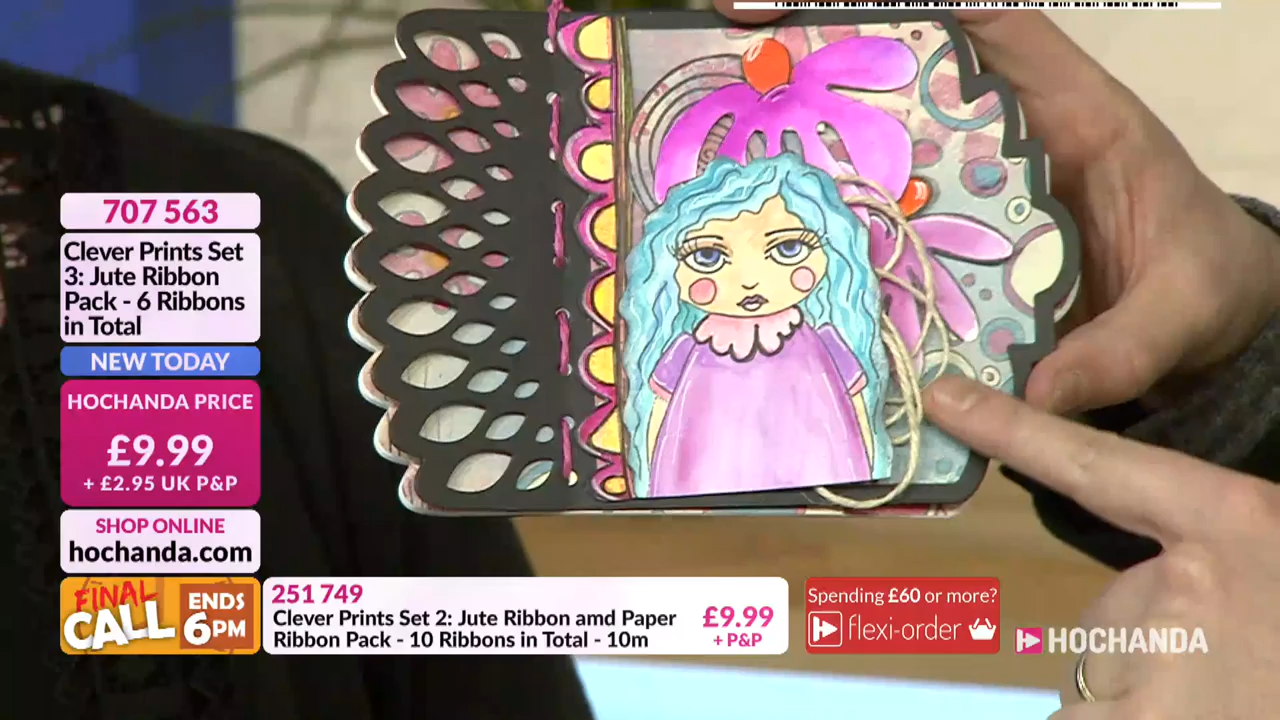 707 563
Clever Prints Set
3: Jute Ribbon
Pack - 6 Ribbons
in Total
NEW TODAY
HOCHANDA PRICE
£9.99
+ £2.95 UK P&P
SHOP ONLINE
hochanda.com
FINAL
CALL
ENDS
6PM
251 749
Clever Prints Set 2: Jute Ribbon amd Paper
Ribbon Pack - 10 Ribbons in Total - 10m
£9.99
+ P&P
Spending £60 or more?
flexi-order
HOCHANDA